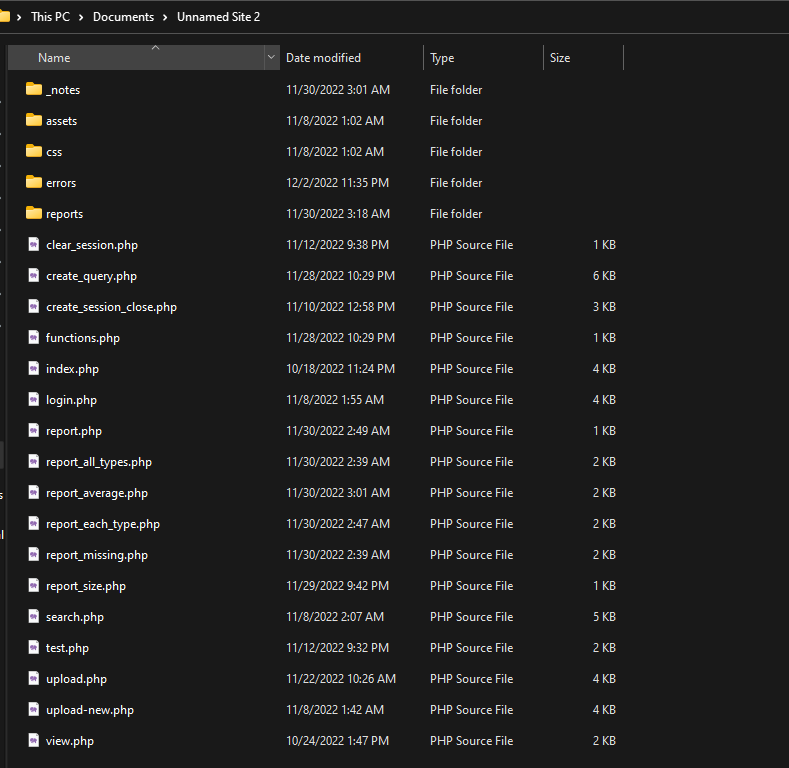 This PC > Documents > Unnamed Site 2
Name Date modified Type Size
_notes 11/30/2022 3:01 AM File folder
assets 11/8/2022 1:02 AM File folder
css 11/8/2022 1:02 AM File folder
errors 12/2/2022 11:35 PM File folder
reports 11/30/2022 3:18 AM File folder
clear_session.php 11/12/2022 9:38 PM PHP Source File 1 KB
create_query.php 11/28/2022 10:29 PM PHP Source File 6 KB
create_session_close.php 11/10/2022 12:58 PM PHP Source File 3 KB
functions.php 11/28/2022 10:29 PM PHP Source File 1 KB
index.php 10/18/2022 11:24 PM PHP Source File 4 KB
login.php 11/8/2022 1:55 AM PHP Source File 4 KB
report.php 11/30/2022 2:49 AM PHP Source File 1 KB
report_all_types.php 11/30/2022 2:39 AM PHP Source File 2 KB
report_average.php 11/30/2022 3:01 AM PHP Source File 2 KB
report_each_type.php 11/30/2022 2:47 AM PHP Source File 2 KB
report_missing.php 11/30/2022 2:39 AM PHP Source File 2 KB
report_size.php 11/29/2022 9:42 PM PHP Source File 1 KB
search.php 11/8/2022 2:07 AM PHP Source File 5 KB
test.php 11/12/2022 9:32 PM PHP Source File 2 KB
upload.php 11/22/2022 10:26 AM PHP Source File 4 KB
upload-new.php 11/8/2022 1:42 AM PHP Source File 4 KB
view.php 10/24/2022 1:47 PM PHP Source File 2 KB